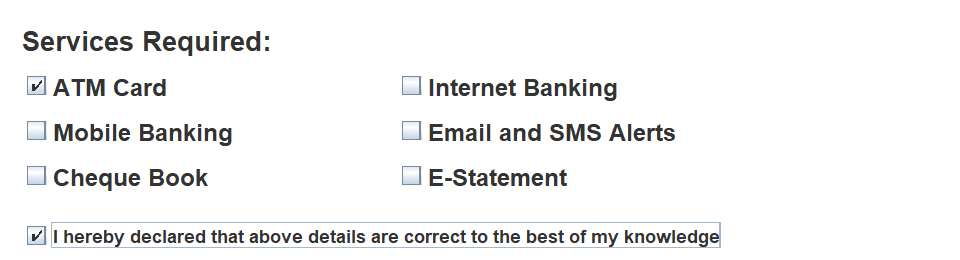 Services Required:
ATM Card Internet Banking
Mobile Banking Email and SMS Alerts
Cheque Book E-Statement
I hereby declared that above details are correct to the best of my knowledge